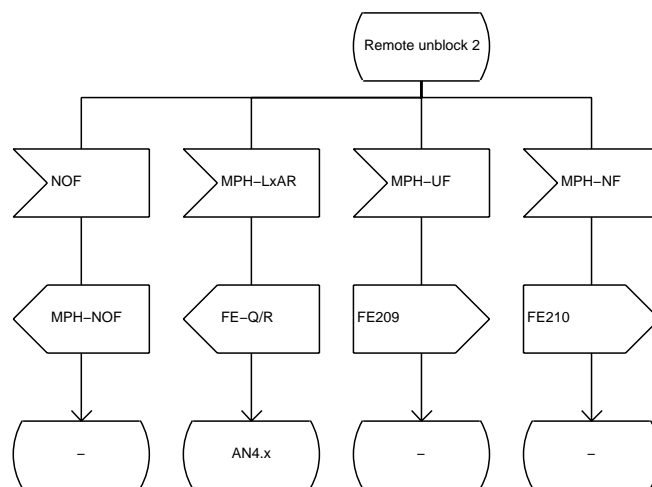 Remote unblock 2
NOF
MPH−LxAR
MPH−UF
MPH−NF
MPH−NOF
FE−Q/R
FE209
FE210
−
AN4.x
−
−